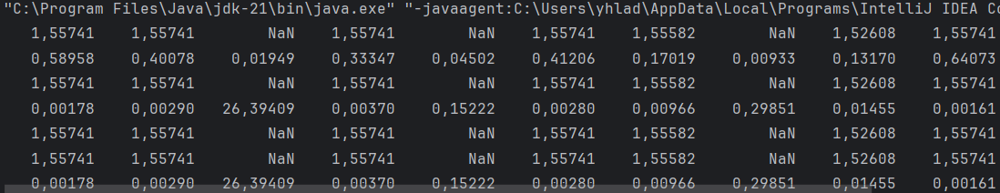 "C:\Program Files\Java\jdk-21\bin\java.exe" "-javaagent:C:\Users\yhlad\AppData\Local\Programs\IntelliJ IDEA Co
1,55741 1,55741 NaN 1,55741 NaN 1,55741 1,55582 NaN 1,52608 1,55741
0,58958 0,40078 0,01949 0,33347 0,04502 0,41206 0,17019 0,00933 0,13170 0,64073
1,55741 1,55741 NaN 1,55741 NaN 1,55741 1,55582 NaN 1,52608 1,55741
0,00178 0,00290 26,39409 0,00370 0,15222 0,00280 0,00966 0,29851 0,01455 0,00161
1,55741 1,55741 NaN 1,55741 NaN 1,55741 1,55582 NaN 1,52608 1,55741
1,55741 1,55741 NaN 1,55741 NaN 1,55741 1,55582 NaN 1,52608 1,55741
0,00178 0,00290 26,39409 0,00370 0,15222 0,00280 0,00966 0,29851 0,01455 0,00161